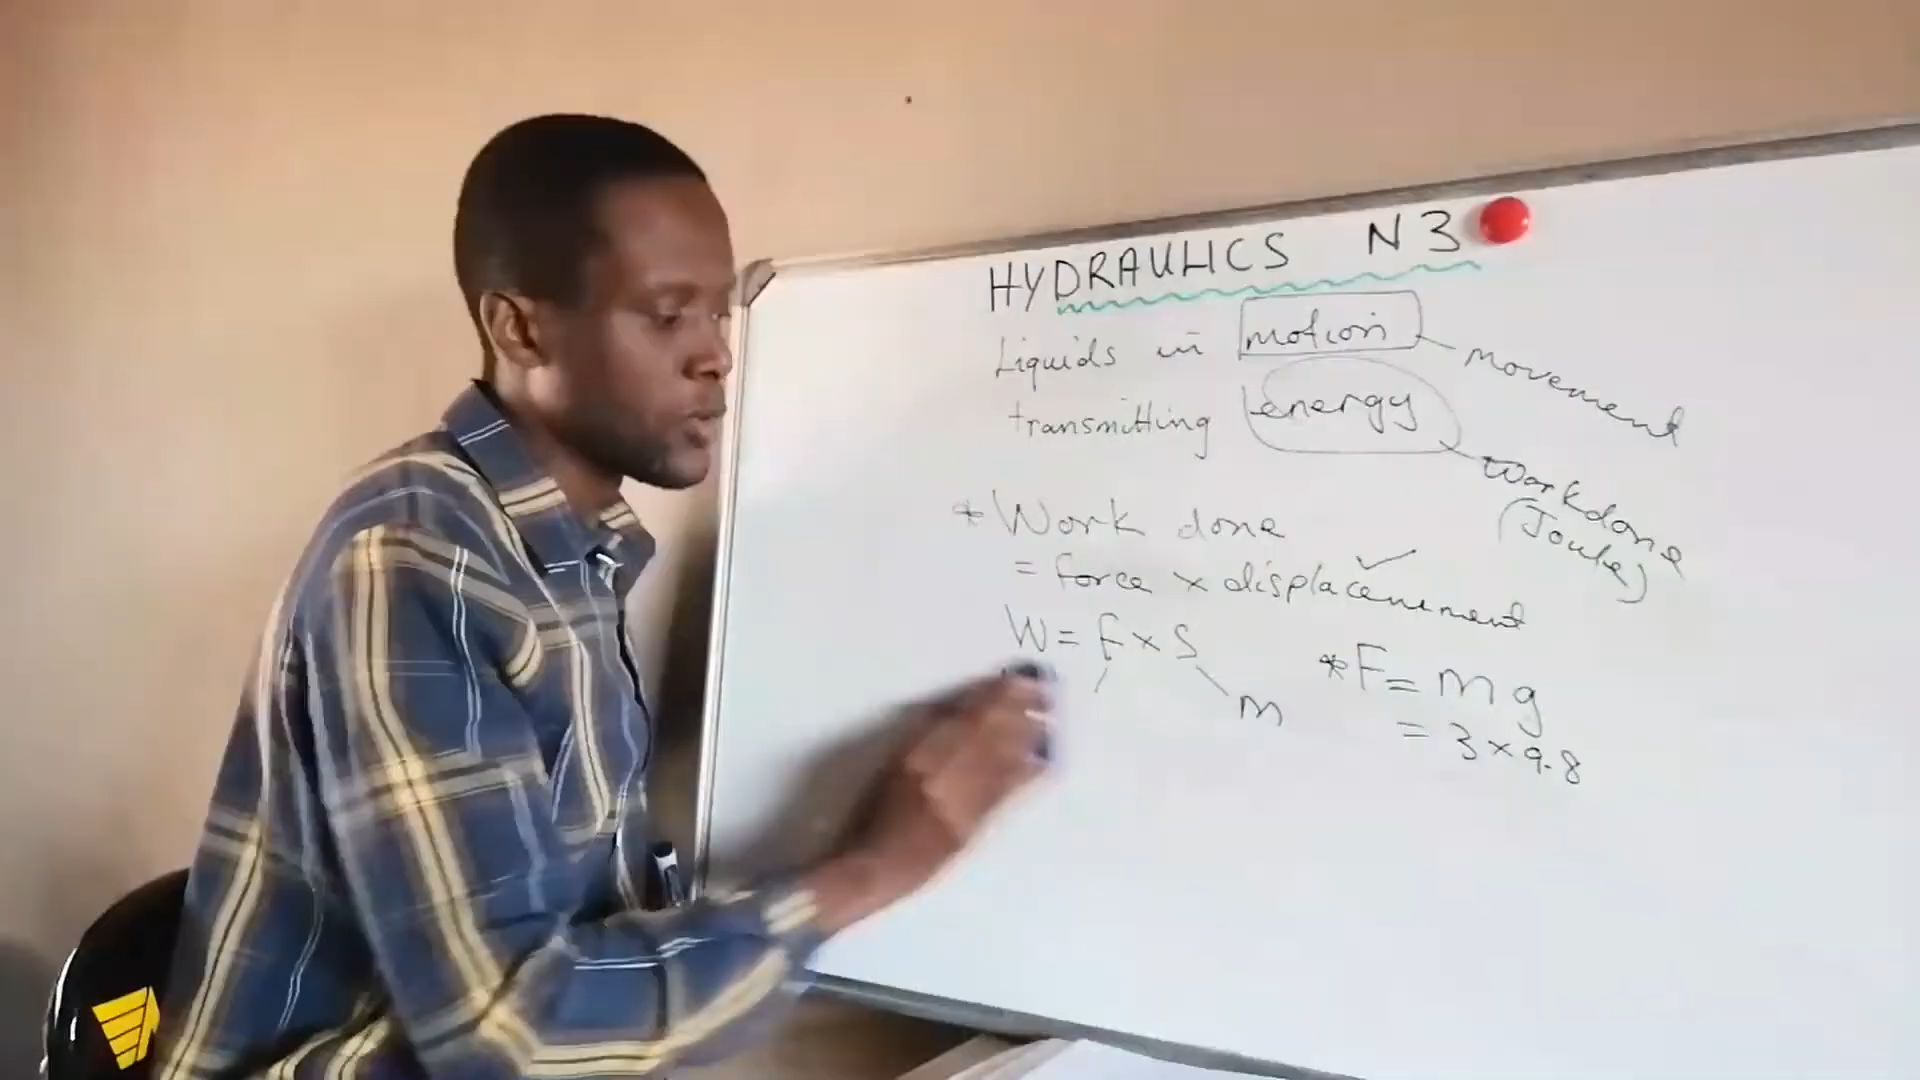 HYDRAULICS N3
Liquids in motion
movement
transmitting energy
Workdone
(Joule)
* Work done
= force × displacement
W = F × S
m
* F = mg
= 3 × 9.8